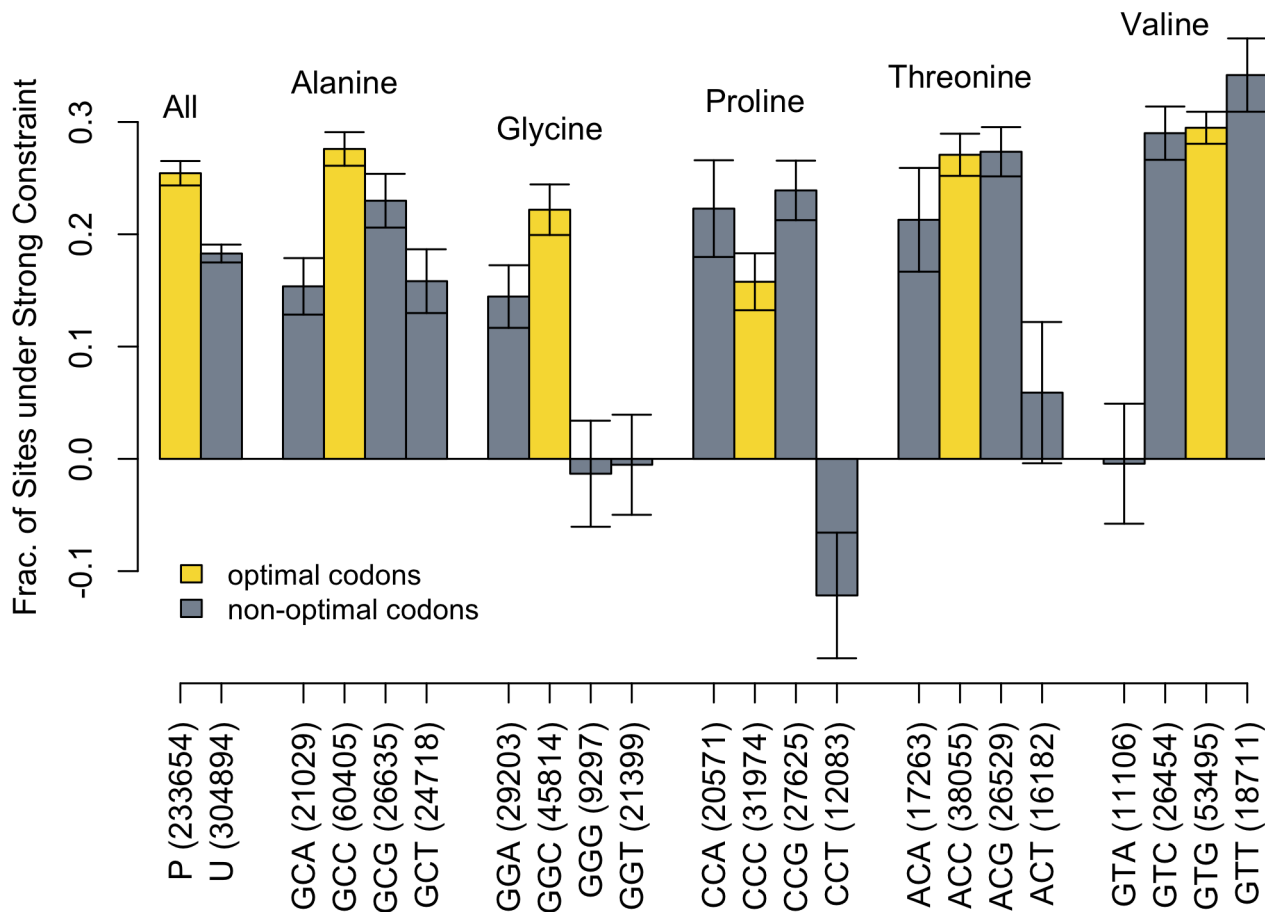 Valine
Threonine
Alanine
Proline
All
Glycine
Frac. of Sites under Strong Constraint
0.3
0.2
0.1
0.0
-0.1
optimal codons
non-optimal codons
P (233654)
U (304894)
GCA (21029)
GCC (60405)
GCG (26635)
GCT (24718)
GGA (29203)
GGC (45814)
GGG (9297)
GGT (21399)
CCA (20571)
CCC (31974)
CCG (27625)
CCT (12083)
ACA (17263)
ACC (38055)
ACG (26529)
ACT (16182)
GTA (11106)
GTC (26454)
GTG (53495)
GTT (18711)